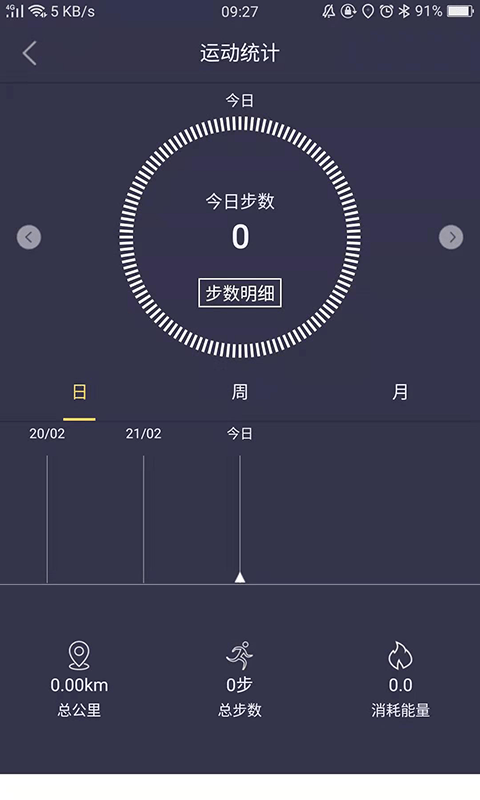 4G 5 KB/s 09:27 91%
运动统计
今日
今日步数
0
步数明细
日 周 月
20/02 21/02 今日
0.00km 0步 0.0
总公里 总步数 消耗能量